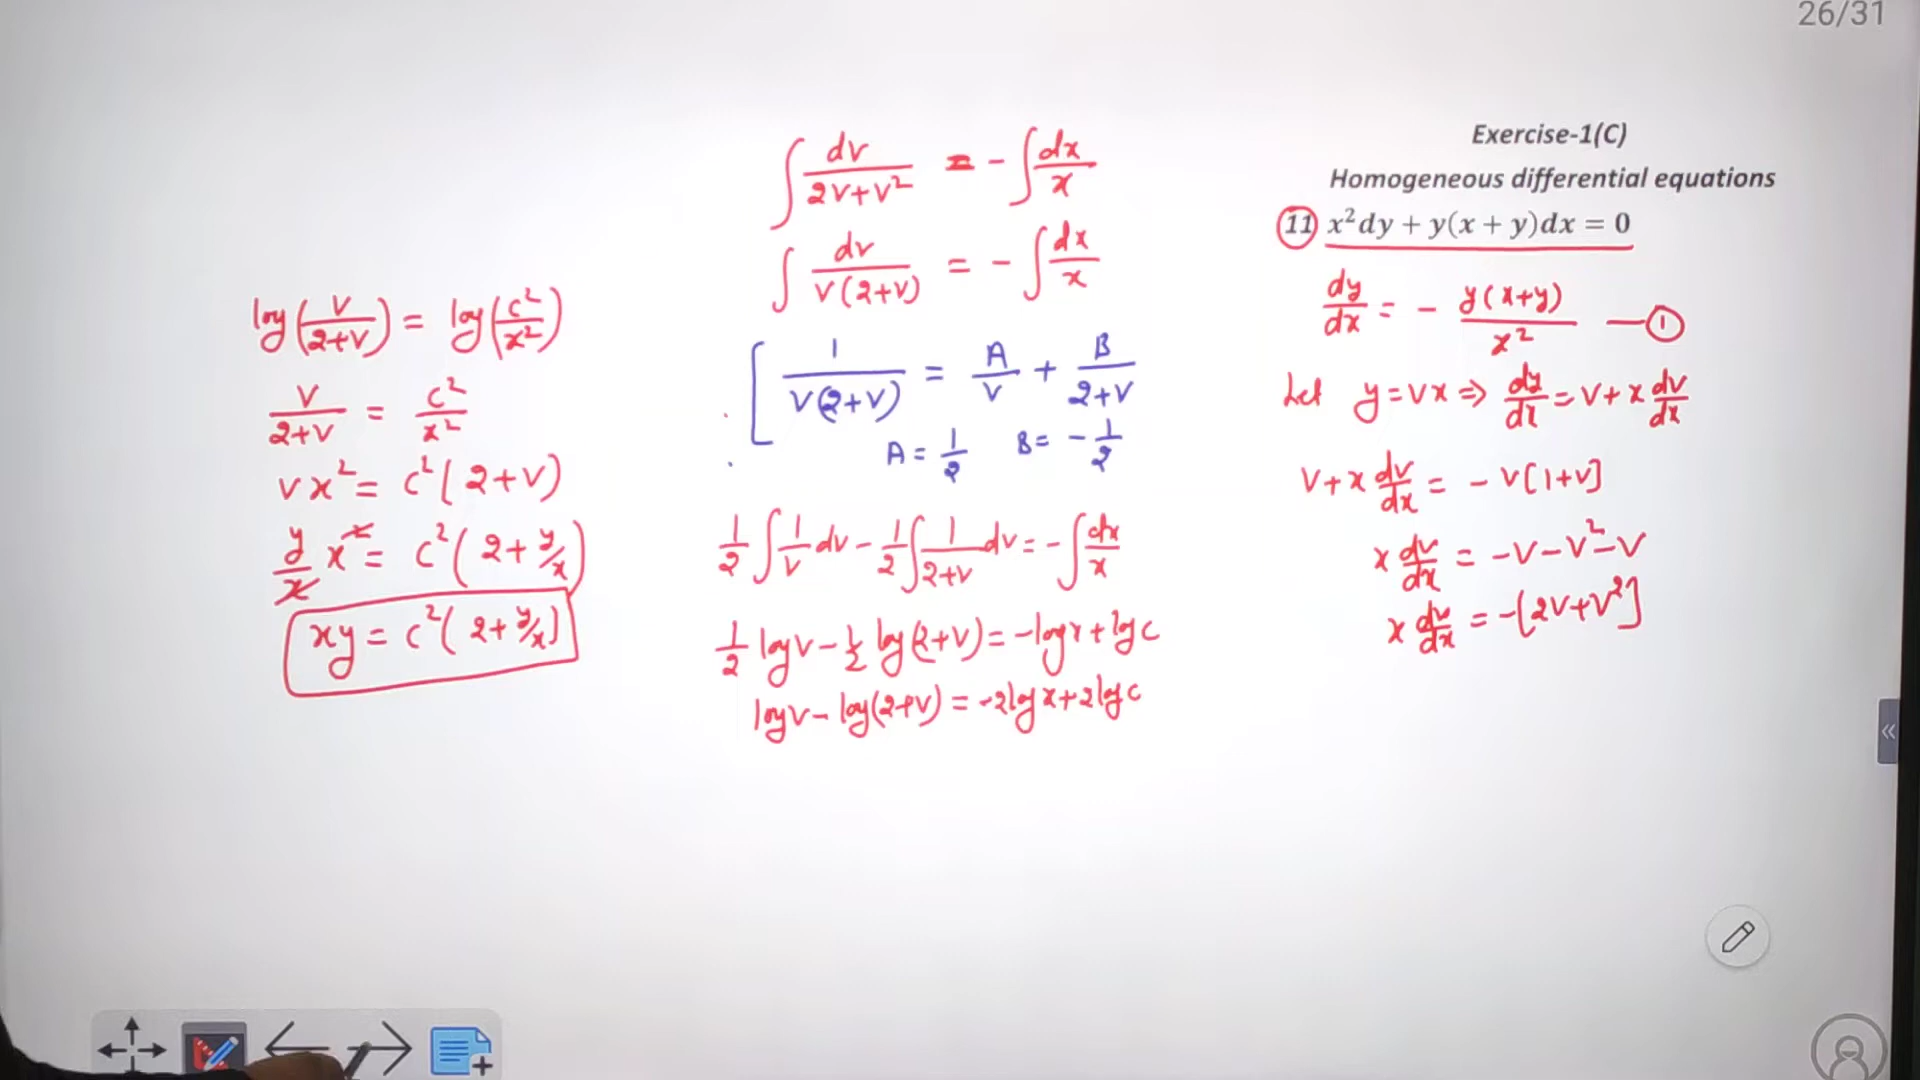 26/31
Exercise-1(C)
Homogeneous differential equations
11 x²dy + y(x + y)dx = 0
dy/dx = - y(x+y)/x² — ①
Let y=vx ⇒ dy/dx = v+x dv/dx
v+x dv/dx = - v[1+v]
x dv/dx = -v-v²-v
x dv/dx = -[2v+v²]
∫ dv/(2v+v²) = - ∫ dx/x
∫ dv/(v(2+v)) = - ∫ dx/x
[ 1/(v(2+v)) = A/v + B/(2+v)
A = 1/2 B = - 1/2
1/2 ∫ 1/v dv - 1/2 ∫ 1/(2+v) dv = - ∫ dx/x
1/2 log v - 1/2 log(2+v) = -log x + log c
log v - log(2+v) = -2log x + 2log c
log(v/(2+v)) = log(c²/x²)
v/(2+v) = c²/x²
vx² = c²(2+v)
y/x x² = c²(2+y/x)
xy = c²(2+y/x)
«